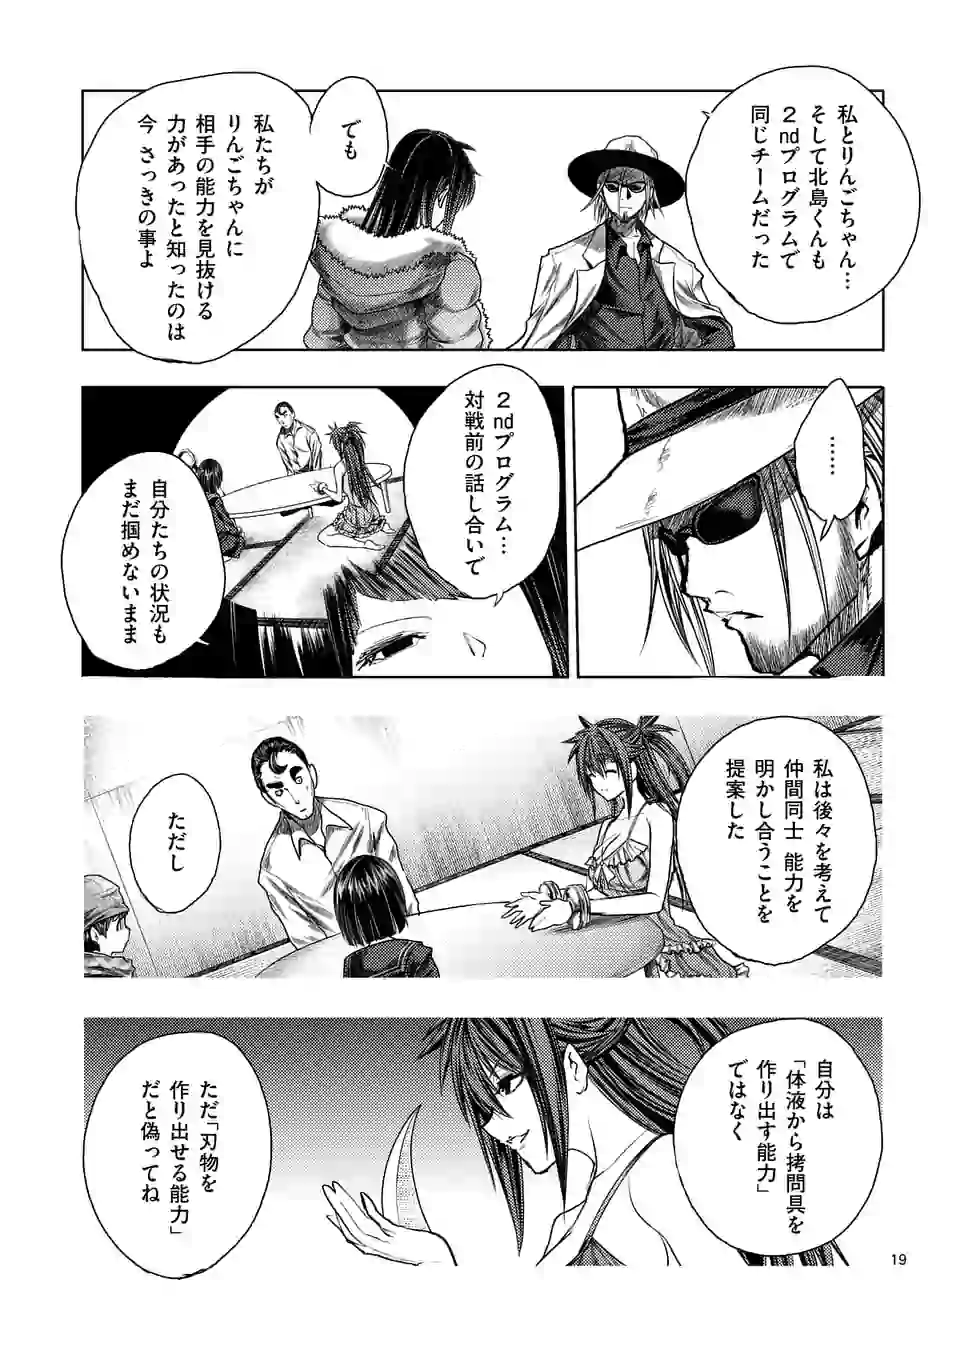 私とりんごちゃん…
そして北島くんも
２ndプログラムで
同じチームだった
でも
私たちが
りんごちゃんに
相手の能力を見抜ける
力があったと知ったのは
今 さっきの事よ
……
２ndプログラム…
対戦前の話し合いで
自分たちの状況も
まだ掴めないまま
私は後々を考えて
仲間同士 能力を
明かし合うことを
提案した
ただし
自分は
「体液から拷問具を
作り出す能力」
ではなく
ただ「刃物を
作り出せる能力」
だと偽ってね
19